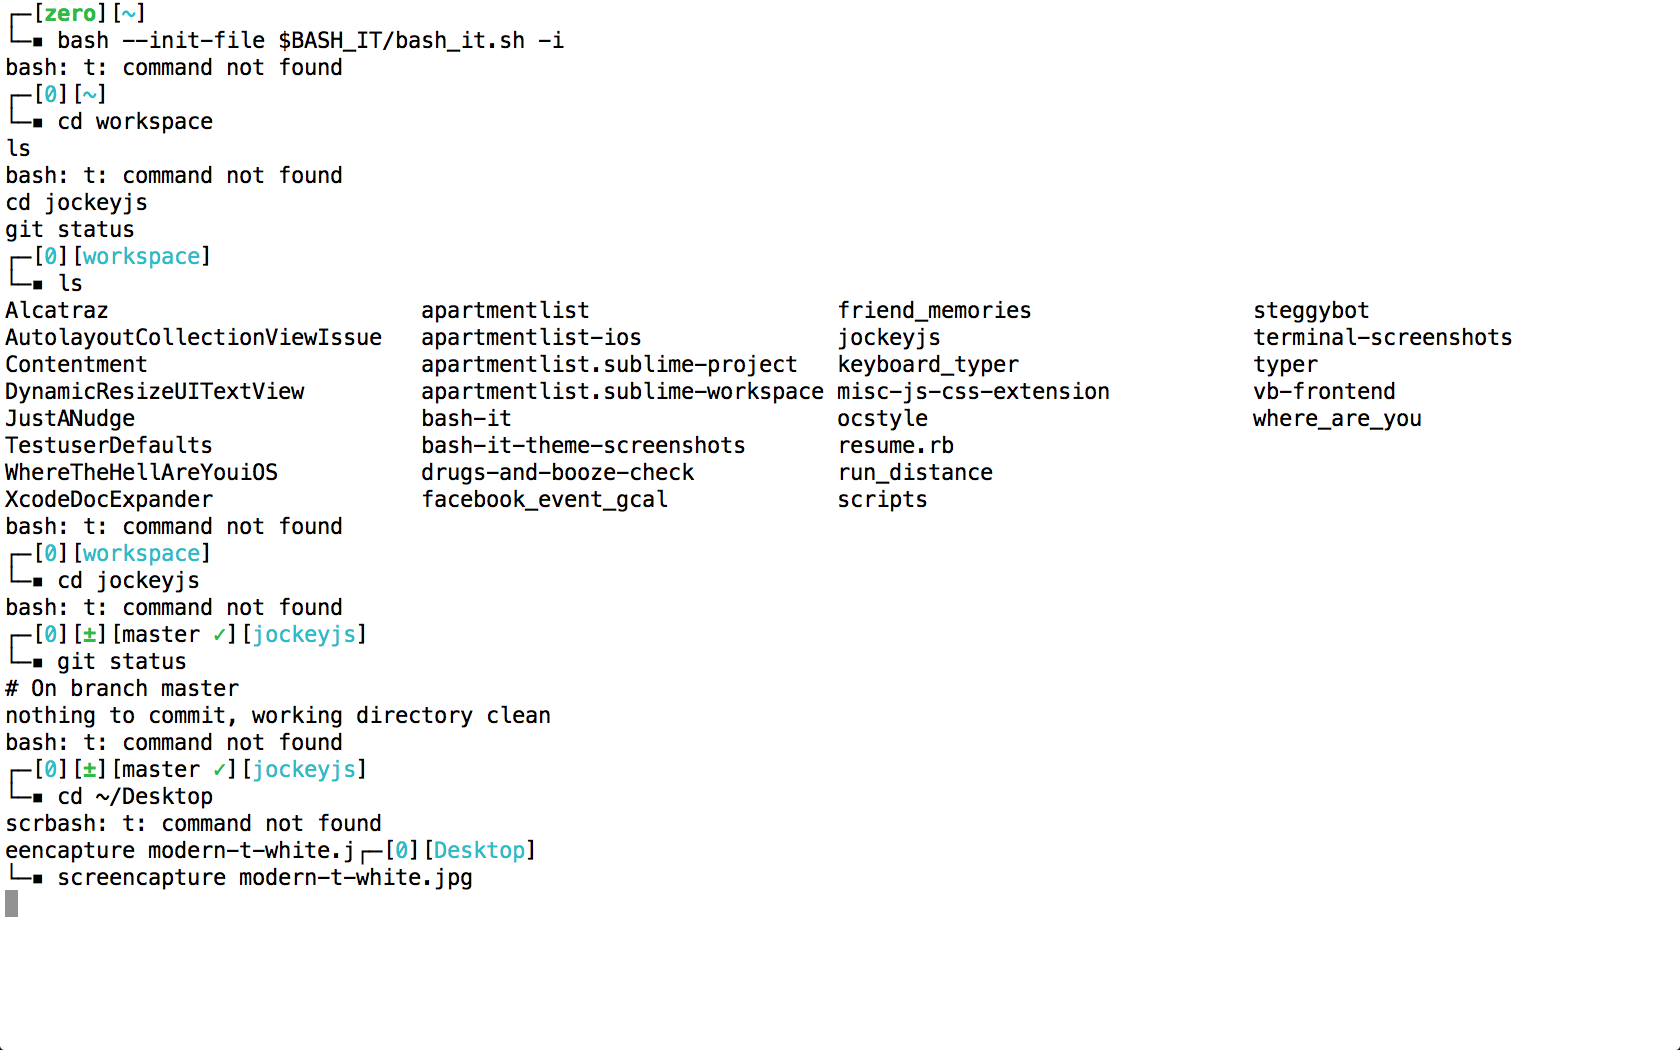 ┌─[zero][~]
└─▪ bash --init-file $BASH_IT/bash_it.sh -i
bash: t: command not found
┌─[0][~]
└─▪ cd workspace
ls
bash: t: command not found
cd jockeyjs
git status
┌─[0][workspace]
└─▪ ls
Alcatraz                        apartmentlist                   friend_memories                 steggybot
AutolayoutCollectionViewIssue   apartmentlist-ios               jockeyjs                        terminal-screenshots
Contentment                     apartmentlist.sublime-project   keyboard_typer                  typer
DynamicResizeUITextView         apartmentlist.sublime-workspace misc-js-css-extension           vb-frontend
JustANudge                      bash-it                         ocstyle                         where_are_you
TestuserDefaults                bash-it-theme-screenshots       resume.rb
WhereTheHellAreYouiOS           drugs-and-booze-check           run_distance
XcodeDocExpander                facebook_event_gcal             scripts
bash: t: command not found
┌─[0][workspace]
└─▪ cd jockeyjs
bash: t: command not found
┌─[0][±][master ✓][jockeyjs]
└─▪ git status
# On branch master
nothing to commit, working directory clean
bash: t: command not found
┌─[0][±][master ✓][jockeyjs]
└─▪ cd ~/Desktop
scrbash: t: command not found
eencapture modern-t-white.j┌─[0][Desktop]
└─▪ screencapture modern-t-white.jpg